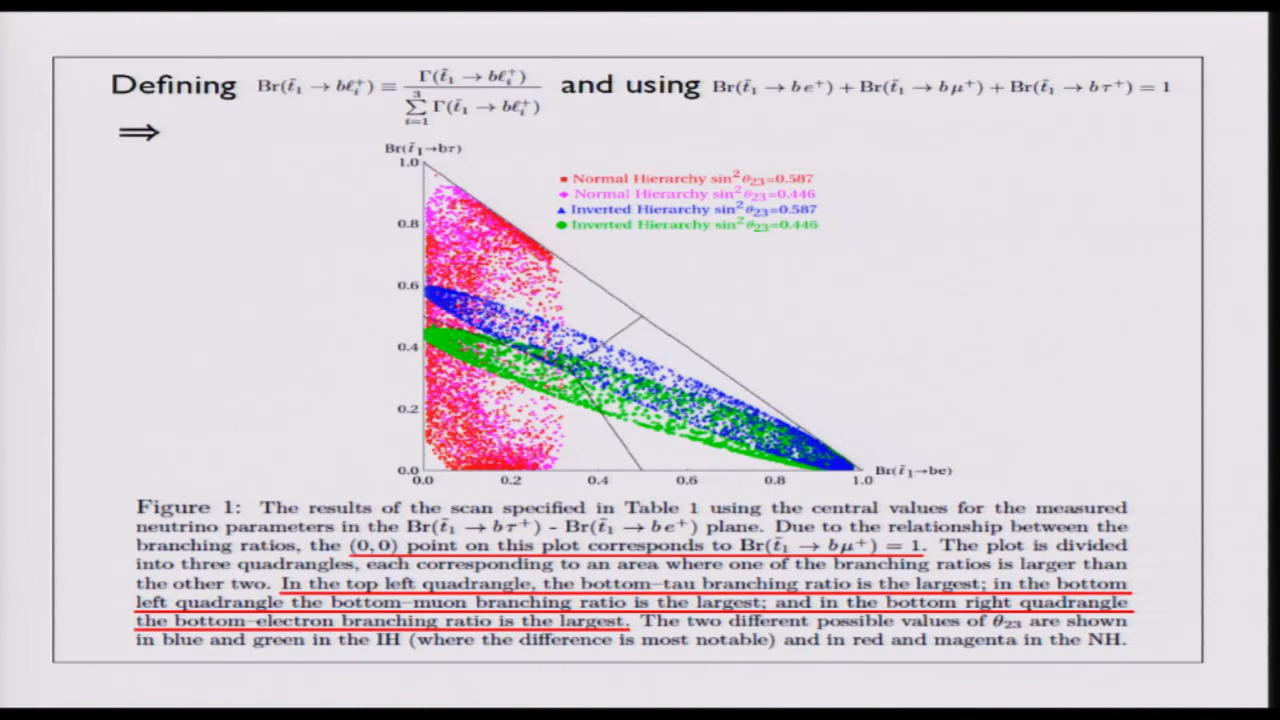 Defining Br(t̃₁ → bℓᵢ⁺) ≡ Γ(t̃₁ → bℓᵢ⁺) / Σ³ᵢ₌₁ Γ(t̃₁ → bℓᵢ⁺) and using Br(t̃₁ → b e⁺) + Br(t̃₁ → b μ⁺) + Br(t̃₁ → b τ⁺) = 1
⟹
Br(t̃₁→bτ)
1.0
Normal Hierarchy sin²θ₂₃=0.587
Normal Hierarchy sin²θ₂₃=0.446
Inverted Hierarchy sin²θ₂₃=0.587
Inverted Hierarchy sin²θ₂₃=0.446
0.8
0.6
0.4
0.2
0.0
0.0 0.2 0.4 0.6 0.8 1.0
Br(t̃₁→be)
Figure 1: The results of the scan specified in Table 1 using the central values for the measured
neutrino parameters in the Br(t̃₁ → b τ⁺) - Br(t̃₁ → b e⁺) plane. Due to the relationship between the
branching ratios, the (0, 0) point on this plot corresponds to Br(t̃₁ → b μ⁺) = 1. The plot is divided
into three quadrangles, each corresponding to an area where one of the branching ratios is larger than
the other two. In the top left quadrangle, the bottom–tau branching ratio is the largest; in the bottom
left quadrangle the bottom–muon branching ratio is the largest; and in the bottom right quadrangle
the bottom–electron branching ratio is the largest. The two different possible values of θ₂₃ are shown
in blue and green in the IH (where the difference is most notable) and in red and magenta in the NH.